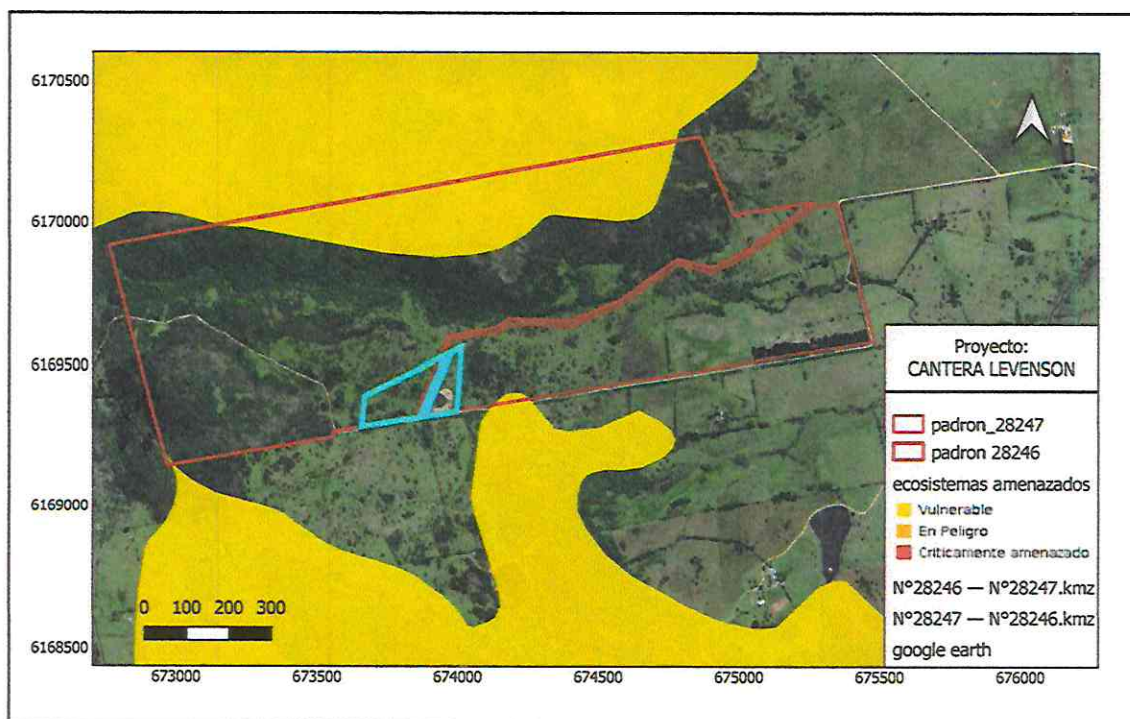 6170500
6170000
6169500
6169000
6168500
673000
673500
674000
674500
675000
675500
676000
0 100 200 300
Proyecto:
CANTERA LEVENSON
padron_28247
padron 28246
ecosistemas amenazados
Vulnerable
En Peligro
Criticamente amenazado
N°28246 — N°28247.kmz
N°28247 — N°28246.kmz
google earth